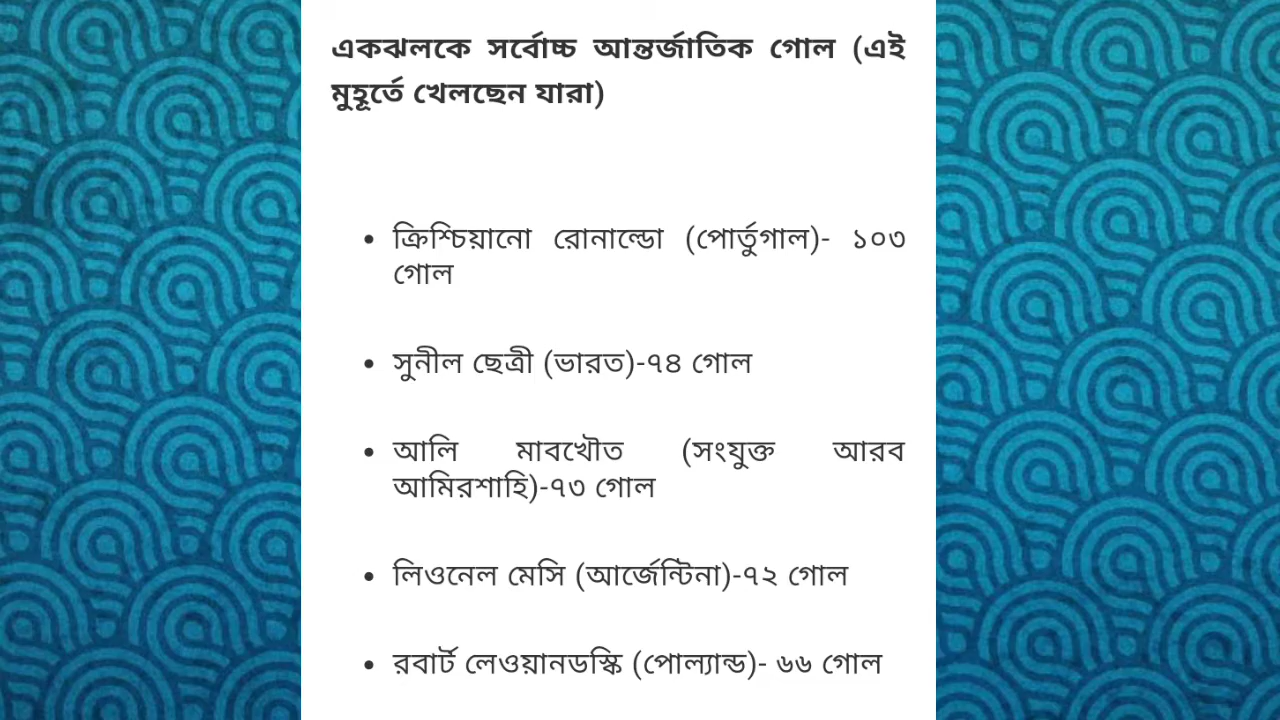 একঝলকে সর্বোচ্চ আন্তর্জাতিক গোল (এই
মুহূর্তে খেলছেন যারা)
• ক্রিশ্চিয়ানো রোনাল্ডো (পোর্তুগাল)- ১০৩
গোল
• সুনীল ছেত্রী (ভারত)-৭৪ গোল
• আলি মাবখৌত (সংযুক্ত আরব
আমিরশাহি)-৭৩ গোল
• লিওনেল মেসি (আর্জেন্টিনা)-৭২ গোল
• রবার্ট লেওয়ানডস্কি (পোল্যান্ড)- ৬৬ গোল